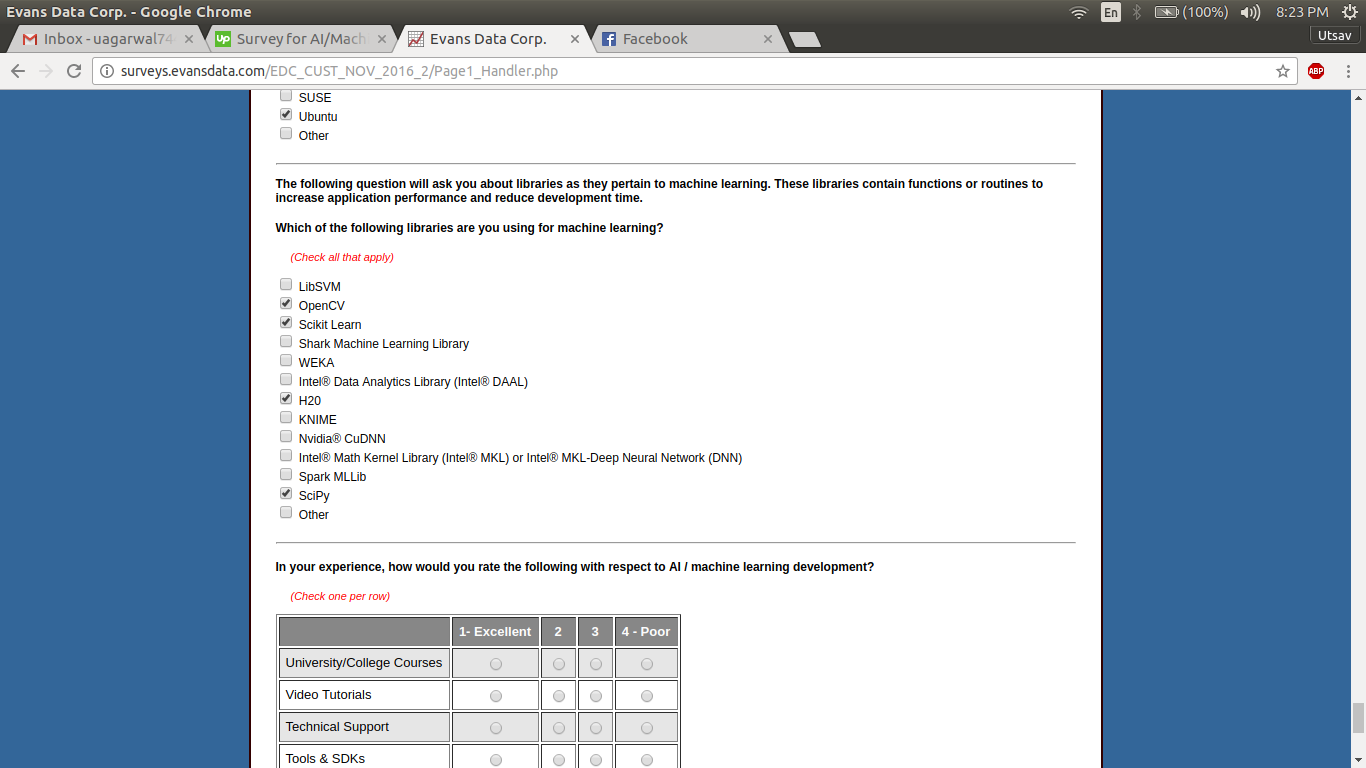 Evans Data Corp. - Google Chrome
En (100%) 8:23 PM
Inbox - uagarwal74 Survey for AI/Mach Evans Data Corp. Facebook Utsav
surveys.evansdata.com/EDC_CUST_NOV_2016_2/Page1_Handler.php ABP
SUSE
Ubuntu
Other
The following question will ask you about libraries as they pertain to machine learning. These libraries contain functions or routines to
increase application performance and reduce development time.
Which of the following libraries are you using for machine learning?
(Check all that apply)
LibSVM
OpenCV
Scikit Learn
Shark Machine Learning Library
WEKA
Intel® Data Analytics Library (Intel® DAAL)
H20
KNIME
Nvidia® CuDNN
Intel® Math Kernel Library (Intel® MKL) or Intel® MKL-Deep Neural Network (DNN)
Spark MLLib
SciPy
Other
In your experience, how would you rate the following with respect to AI / machine learning development?
(Check one per row)
1- Excellent 2 3 4 - Poor
University/College Courses
Video Tutorials
Technical Support
Tools & SDKs